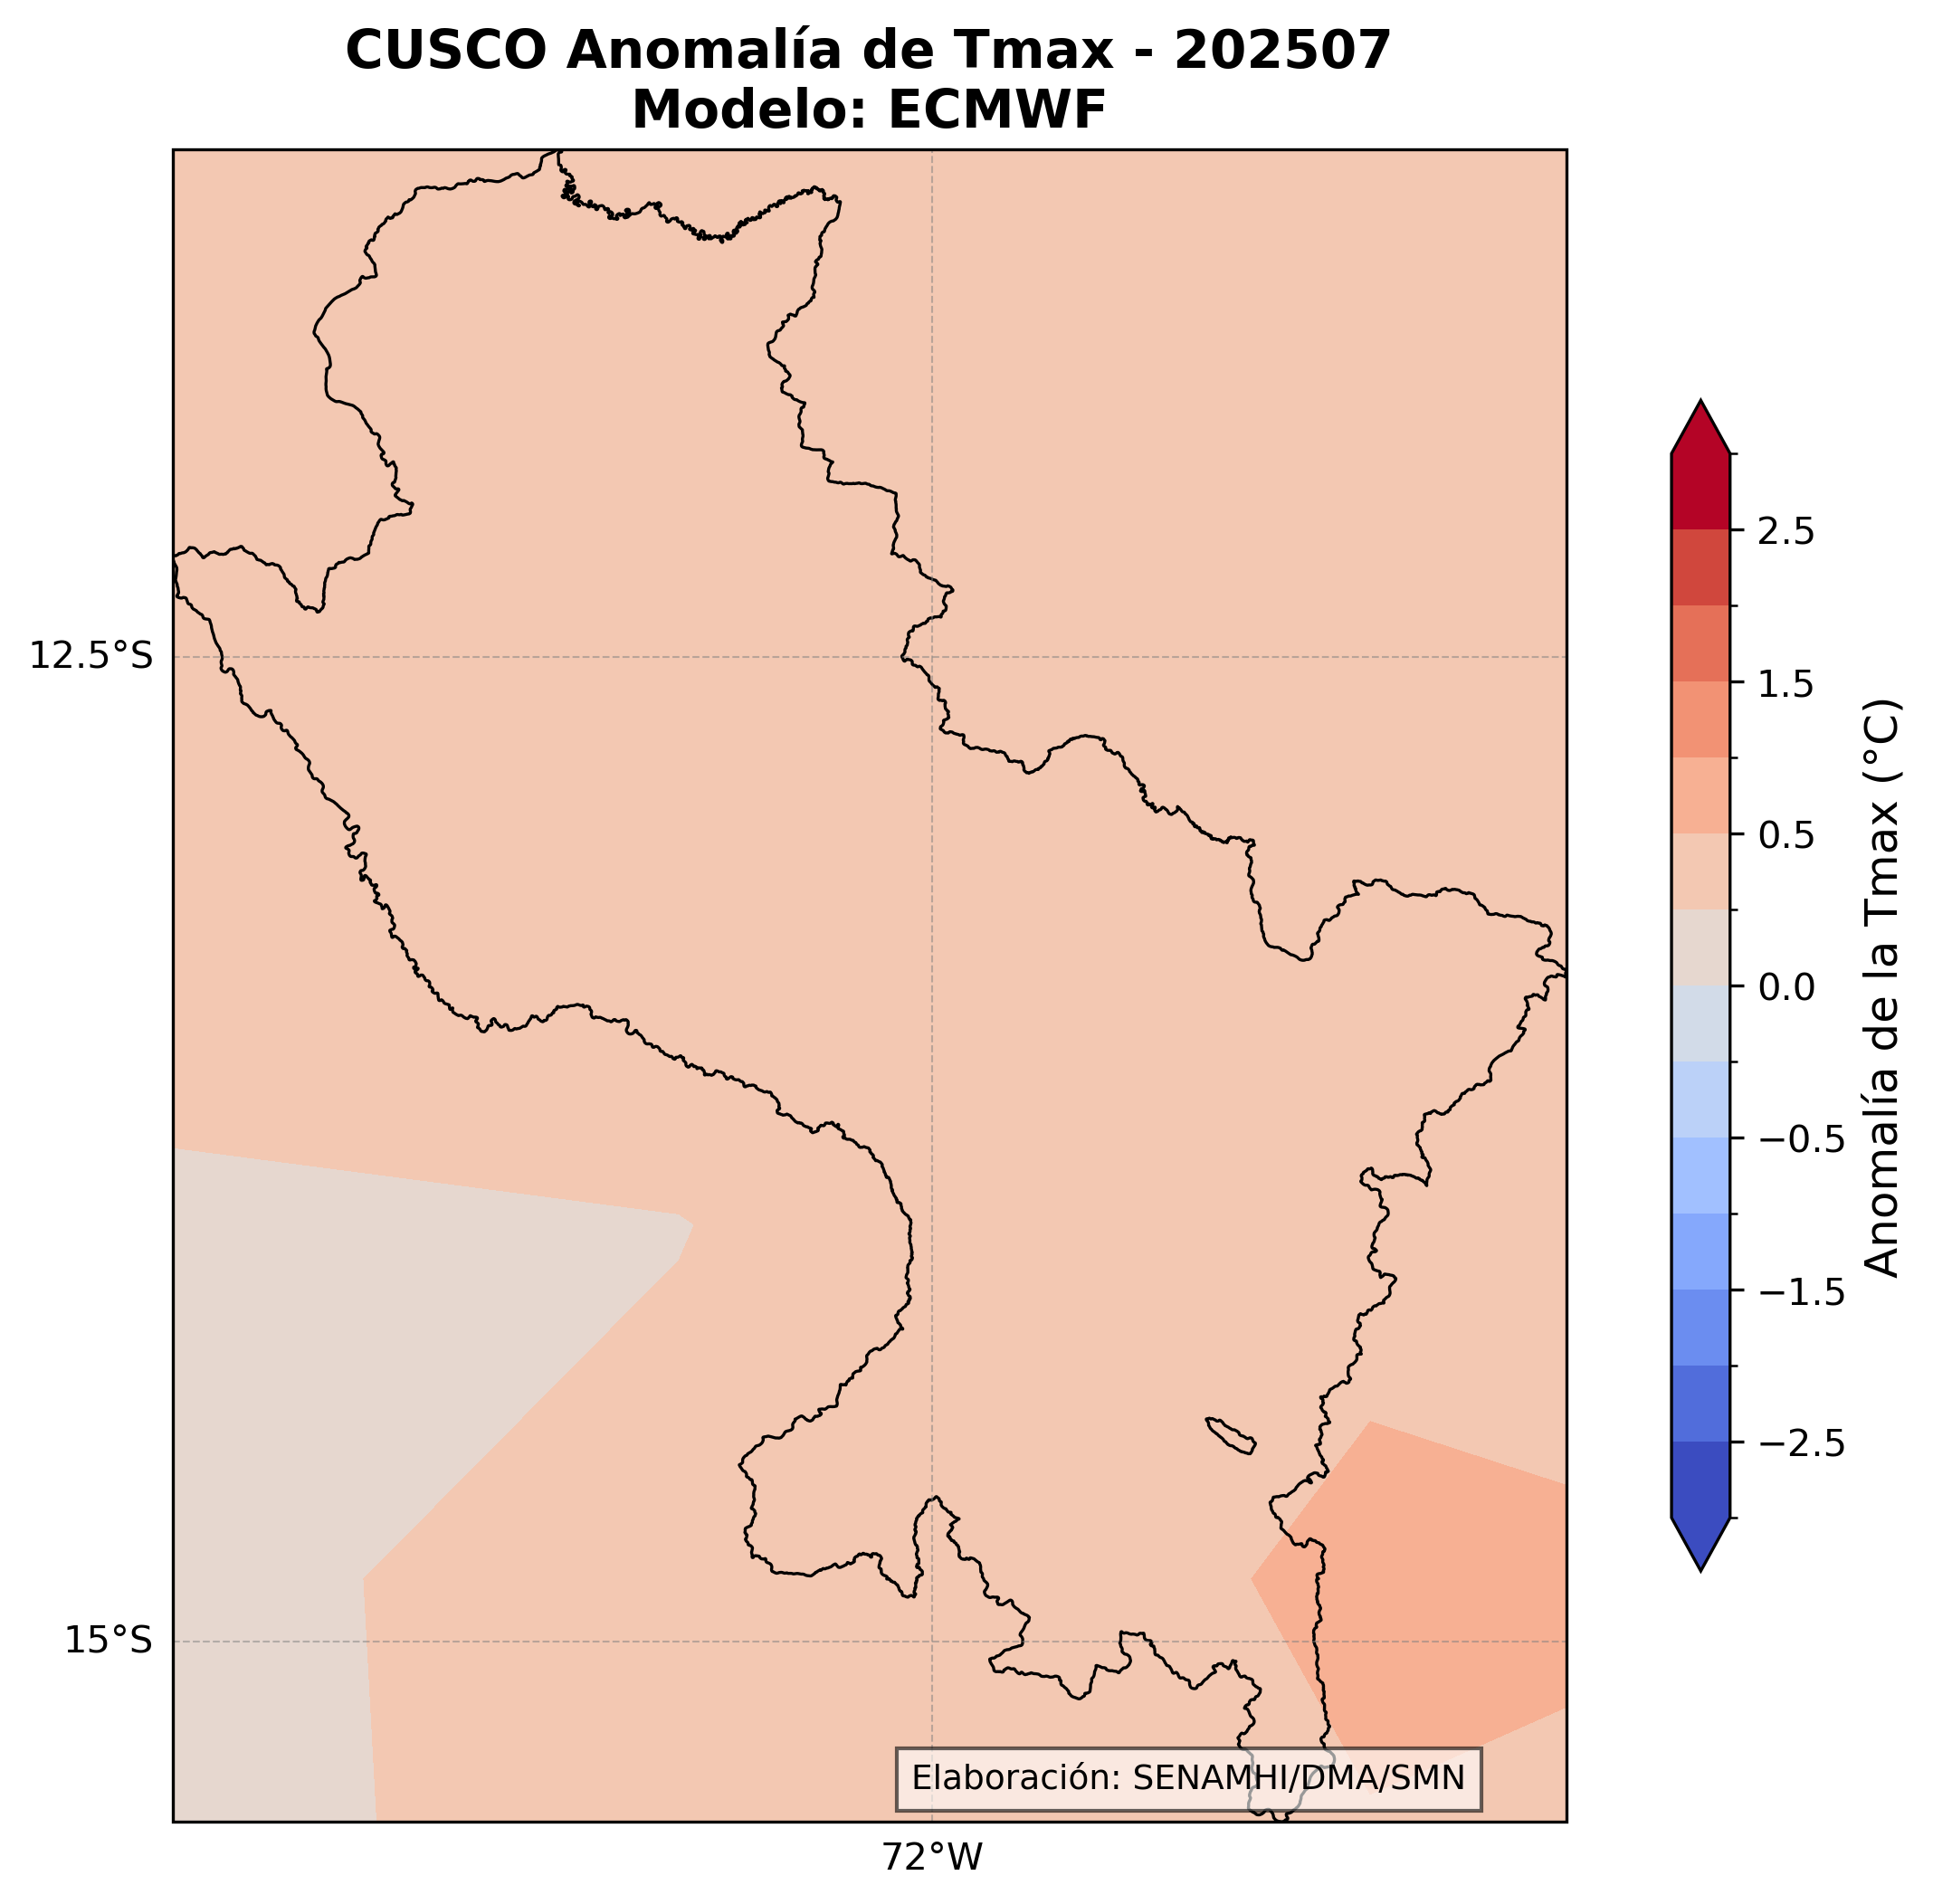 CUSCO Anomalía de Tmax - 202507
Modelo: ECMWF
12.5°S
15°S
72°W
Elaboración: SENAMHI/DMA/SMN
2.5
1.5
0.5
0.0
−0.5
−1.5
−2.5
Anomalía de la Tmax (°C)